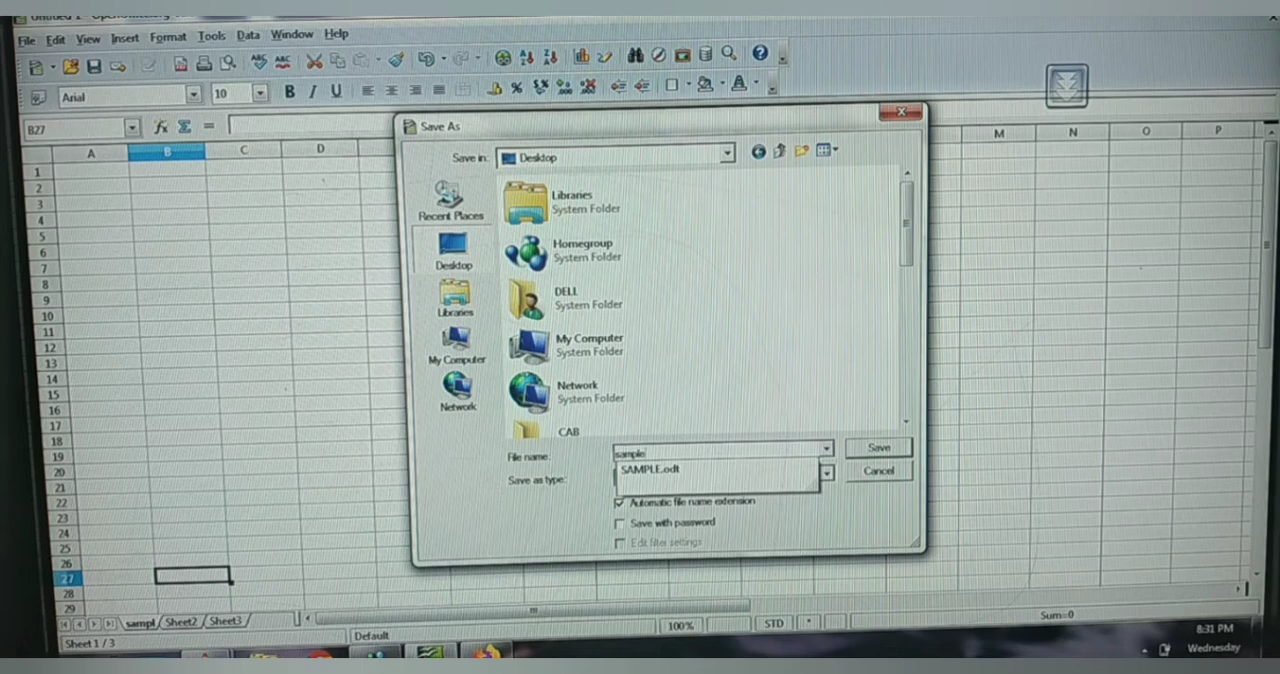 File Edit View Insert Format Tools Data Window Help
Arial 10 B I U
B27
Save As
Save in: Desktop
Recent Places
Desktop
Libraries
My Computer
Network
Libraries
System Folder
Homegroup
System Folder
DELL
System Folder
My Computer
System Folder
Network
System Folder
CAB
File name: sample
SAMPLE.odt
Save as type:
Automatic file name extension
Save with password
Edit filter settings
Save
Cancel
A B C D M N O P
1
2
3
4
5
6
7
8
9
10
11
12
13
14
15
16
17
18
19
20
21
22
23
24
25
26
27
28
29
sampl Sheet2 Sheet3
Sheet 1 / 3 Default 100% STD * Sum=0
8:31 PM
Wednesday